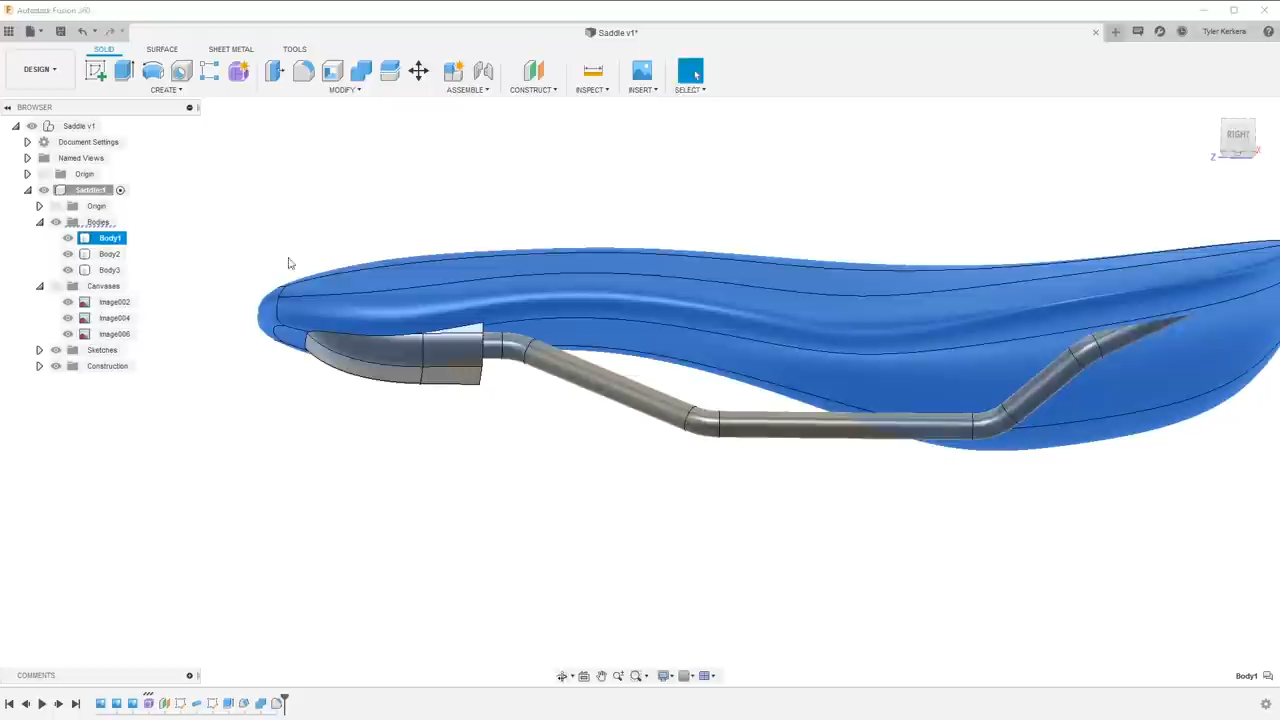 Autodesk Fusion 360
Saddle v1*
Tyler Kerkera
DESIGN
SOLID
SURFACE
SHEET METAL
TOOLS
CREATE
MODIFY
ASSEMBLE
CONSTRUCT
INSPECT
INSERT
SELECT
BROWSER
Saddle v1
Document Settings
Named Views
Origin
Saddle:1
Origin
Bodies
Body1
Body2
Body3
Canvases
Image002
Image004
Image006
Sketches
Construction
RIGHT
Z
X
COMMENTS
Body1